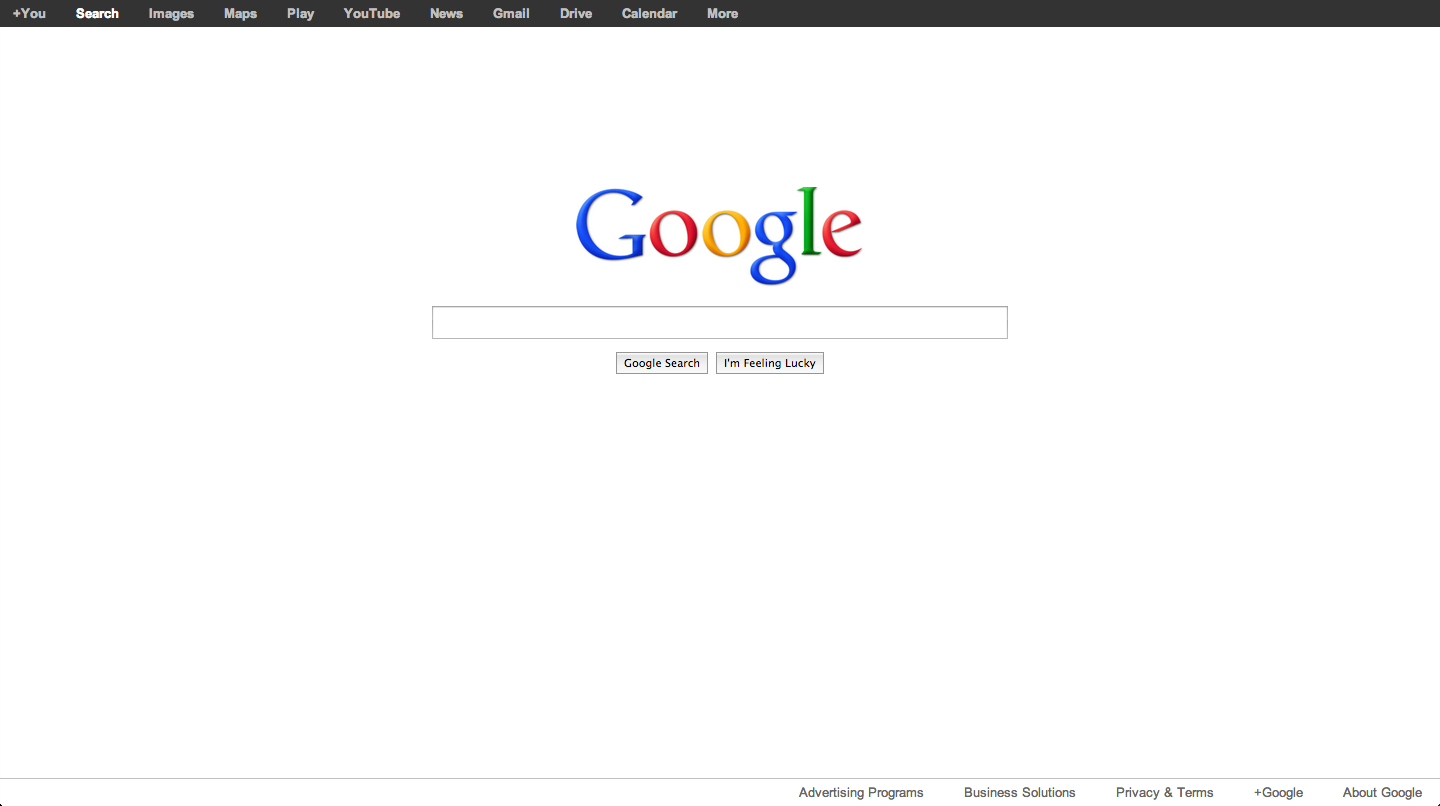 +You Search Images Maps Play YouTube News Gmail Drive Calendar More
Google
Google Search I'm Feeling Lucky
Advertising Programs Business Solutions Privacy & Terms +Google About Google